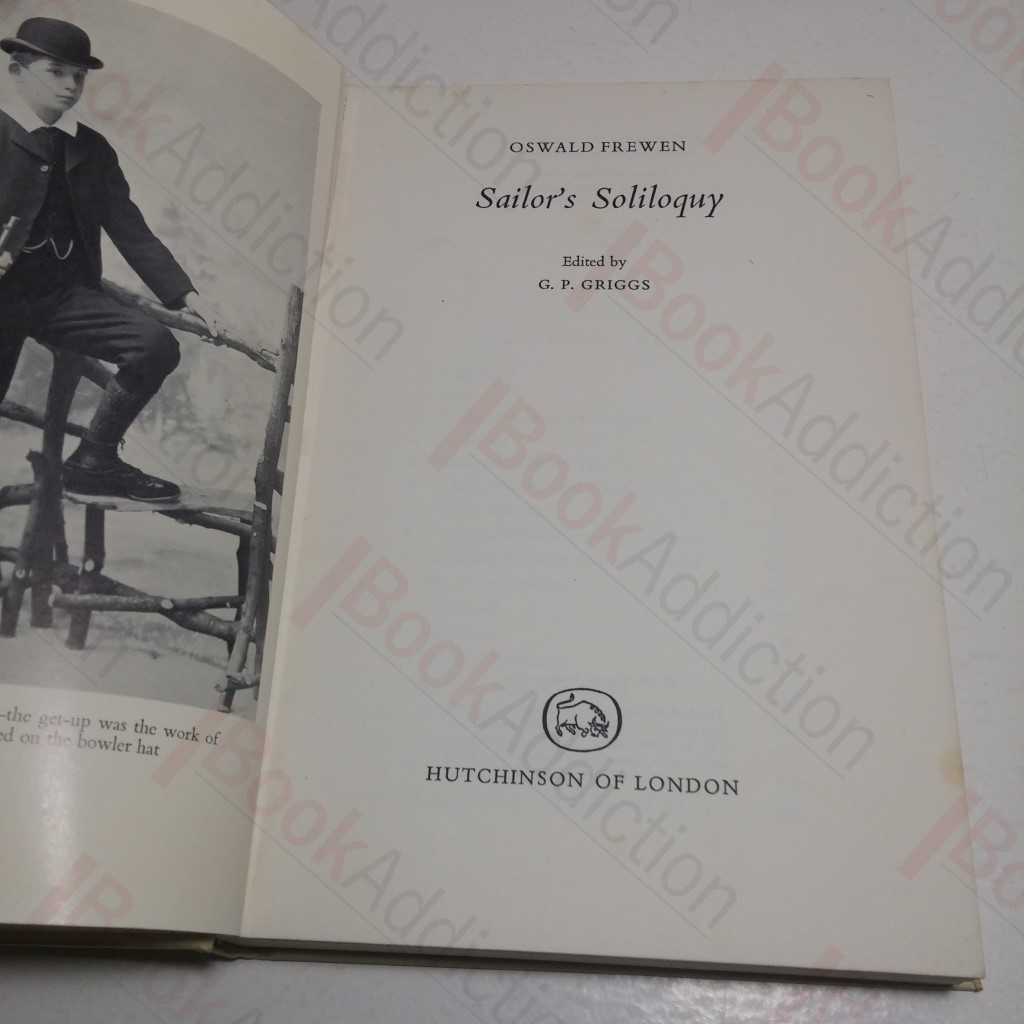 OSWALD FREWEN
Sailor's Soliloquy
Edited by
G. P. GRIGGS
HUTCHINSON OF LONDON
–the get-up was the work of
ed on the bowler hat
BookAddiction